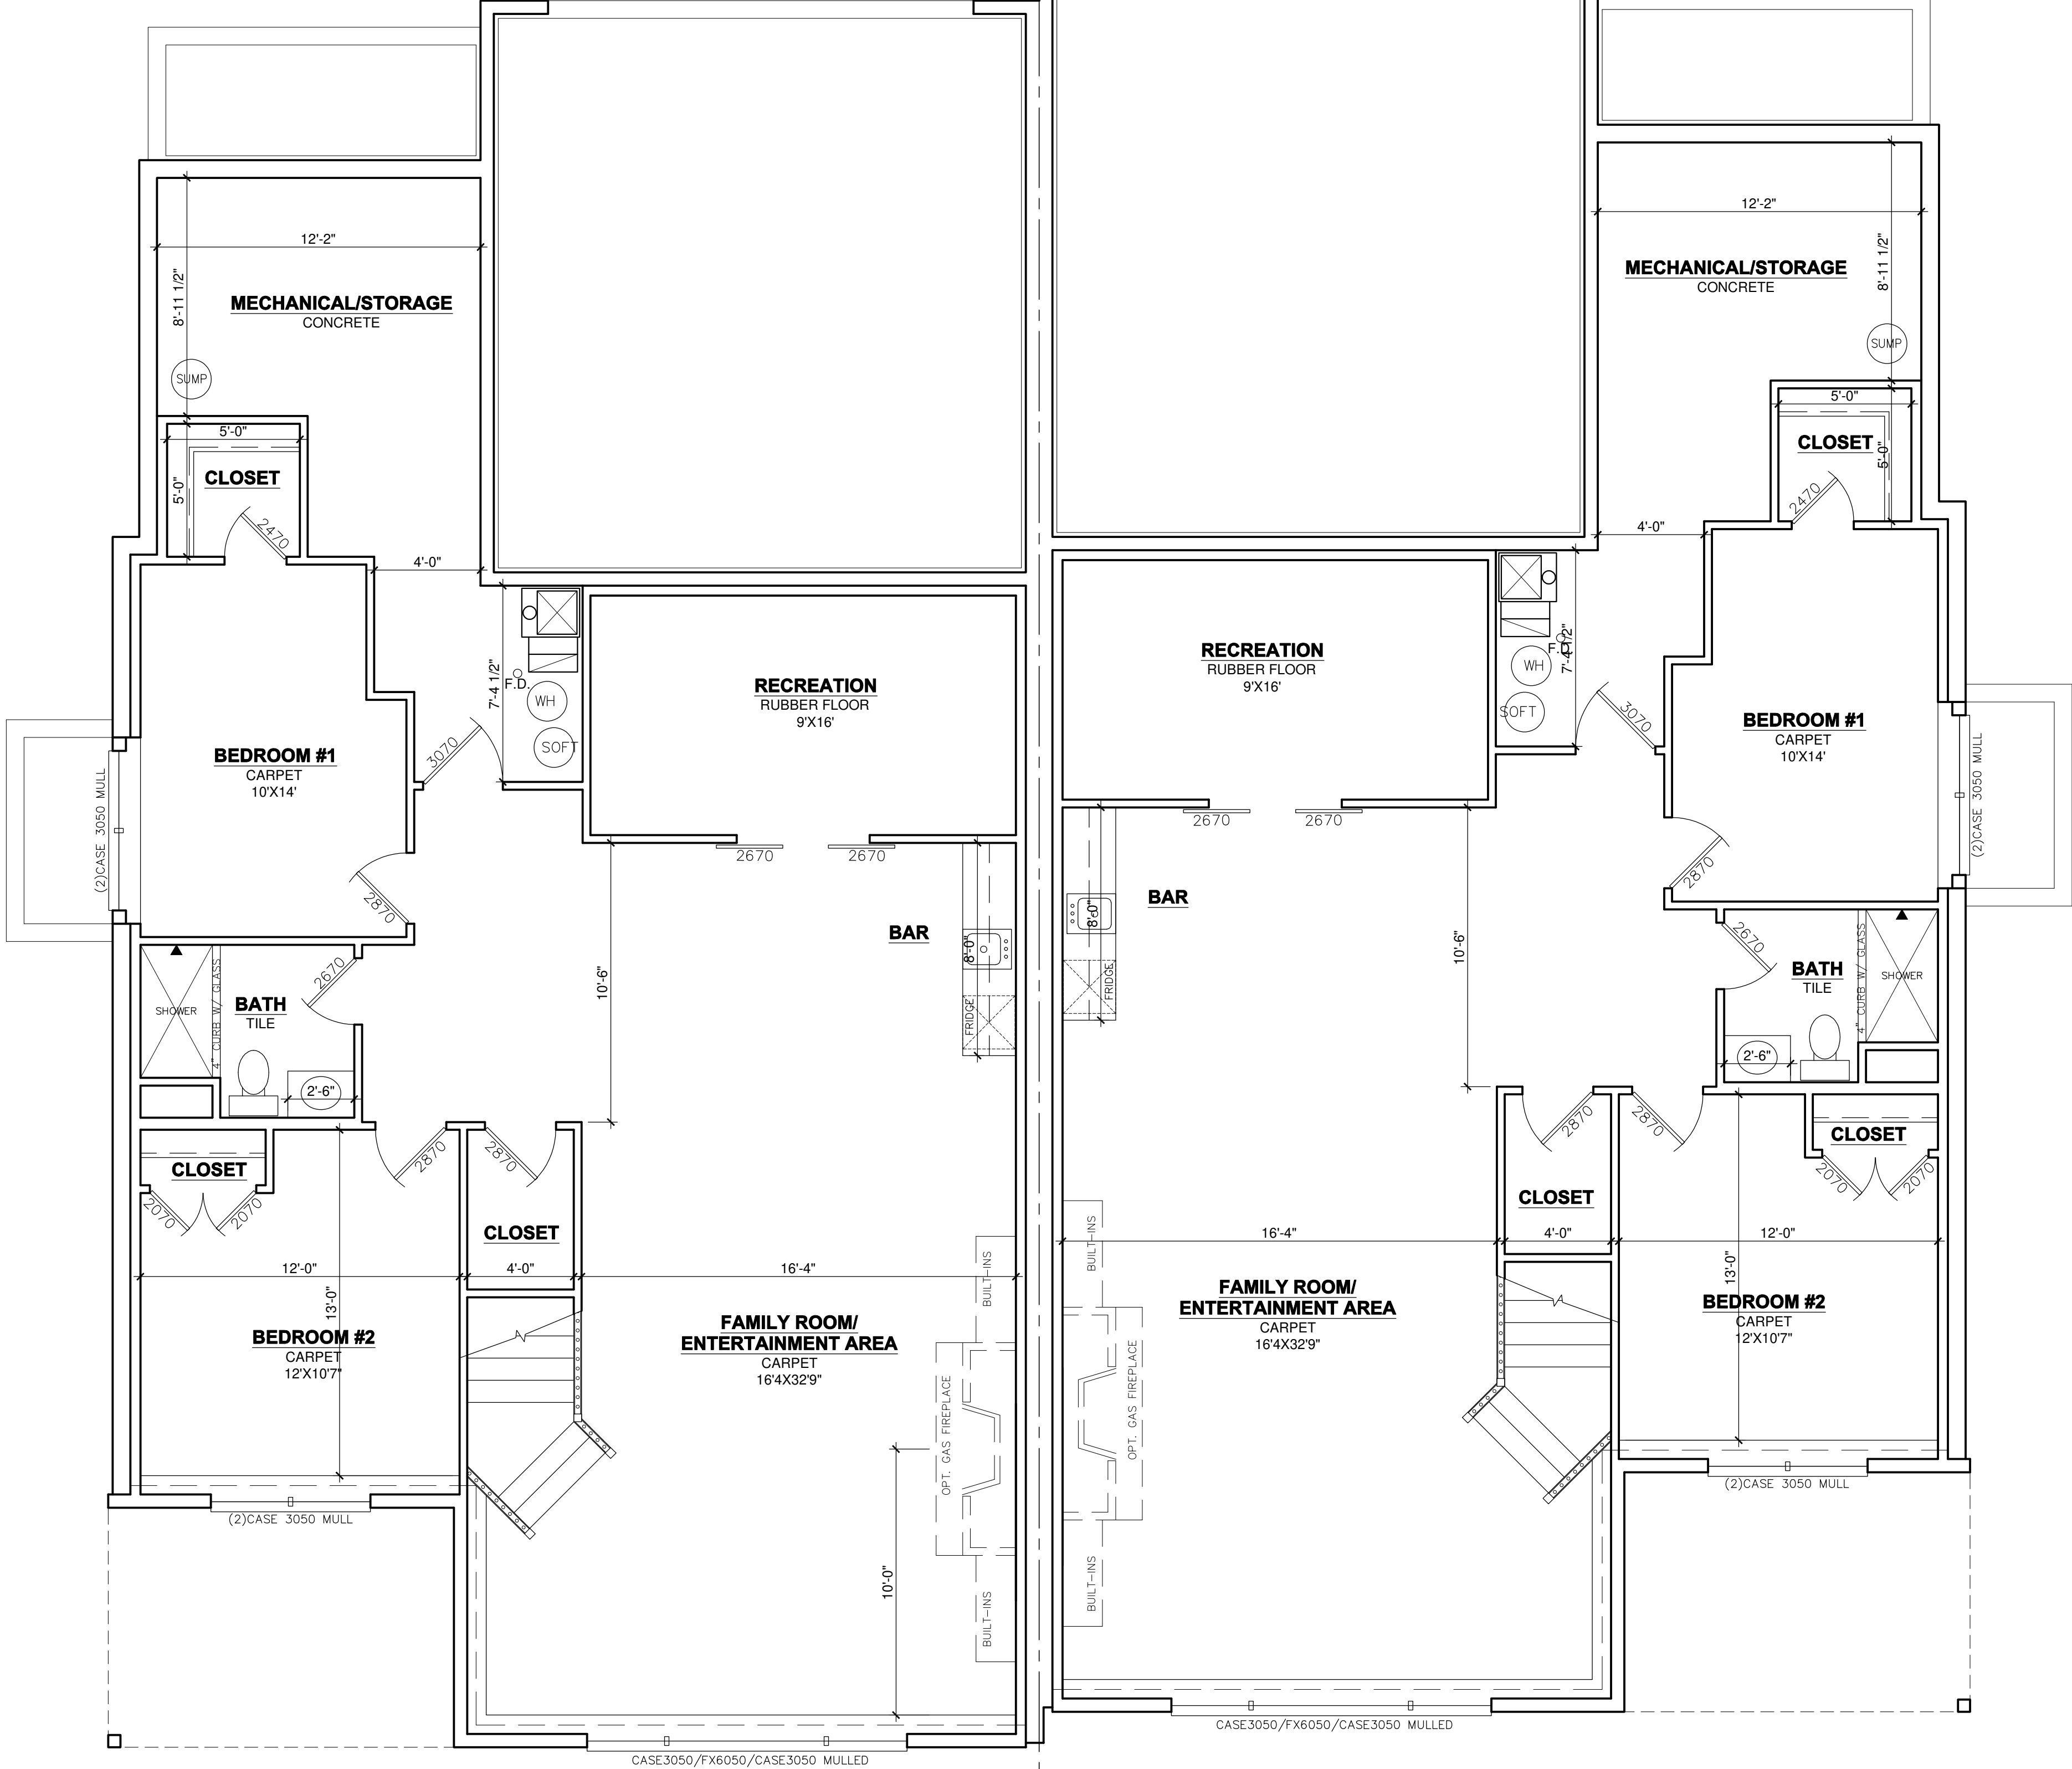 12'-2"
8'-11 1/2"
MECHANICAL/STORAGE
CONCRETE
SUMP
5'-0"
CLOSET
5'-0"
2470
4'-0"
7'-4 1/2"
F.D.
WH
SOFT
3070
RECREATION
RUBBER FLOOR
9'X16'
BEDROOM #1
CARPET
10'X14'
(2)CASE 3050 MULL
2870
2670
2670
BAR
8'-0"
FRIDGE
10'-6"
2670
BATH
TILE
SHOWER
4" CURB W/ GLASS
2'-6"
2870
2870
CLOSET
2070
2070
CLOSET
12'-0"
4'-0"
16'-4"
13'-0"
BEDROOM #2
CARPET
12'X10'7"
FAMILY ROOM/
ENTERTAINMENT AREA
CARPET
16'4X32'9"
BUILT-INS
OPT. GAS FIREPLACE
BUILT-INS
10'-0"
(2)CASE 3050 MULL
CASE3050/FX6050/CASE3050 MULLED
12'-2"
8'-11 1/2"
MECHANICAL/STORAGE
CONCRETE
SUMP
5'-0"
CLOSET
5'-0"
2470
4'-0"
7'-4 1/2"
F.D.
WH
SOFT
3070
RECREATION
RUBBER FLOOR
9'X16'
BEDROOM #1
CARPET
10'X14'
(2)CASE 3050 MULL
2670
2670
2870
BAR
8'-0"
FRIDGE
10'-6"
2670
BATH
TILE
SHOWER
4" CURB W/ GLASS
2'-6"
2870
2870
CLOSET
2070
2070
CLOSET
16'-4"
4'-0"
12'-0"
13'-0"
BEDROOM #2
CARPET
12'X10'7"
FAMILY ROOM/
ENTERTAINMENT AREA
CARPET
16'4X32'9"
BUILT-INS
OPT. GAS FIREPLACE
BUILT-INS
(2)CASE 3050 MULL
CASE3050/FX6050/CASE3050 MULLED